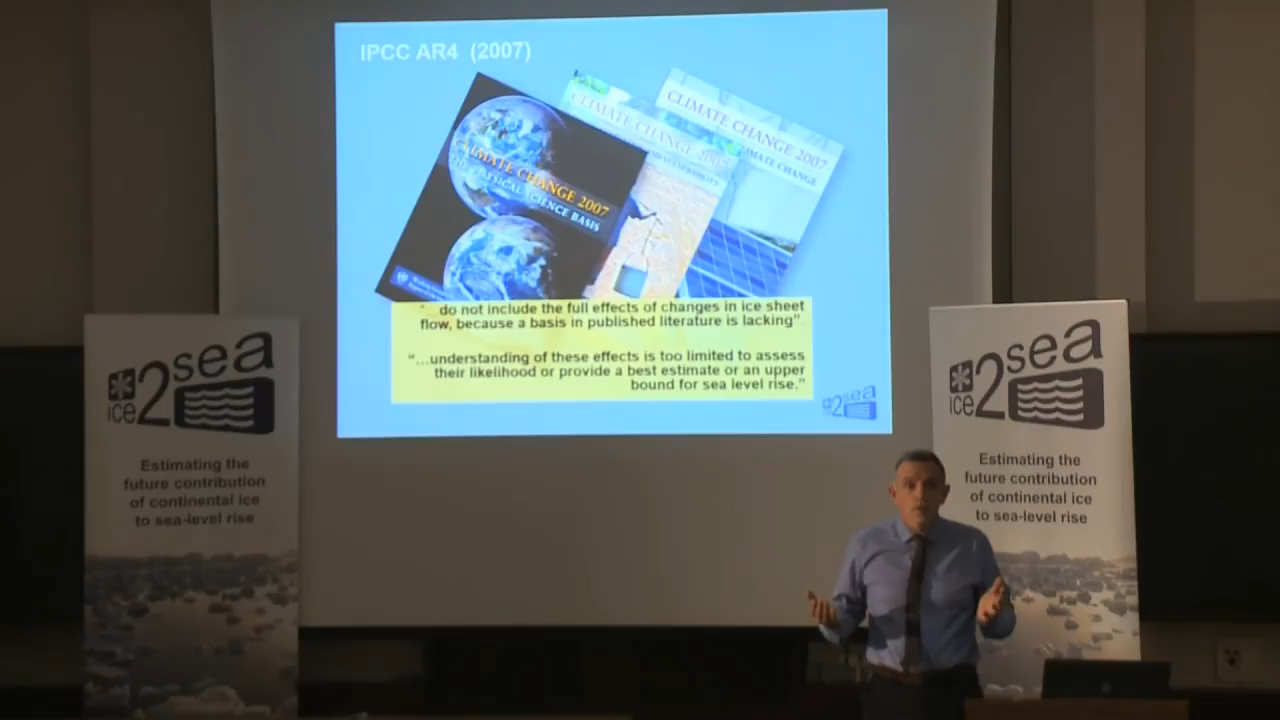 IPCC AR4 (2007)
CLIMATE CHANGE 2007
THE PHYSICAL SCIENCE BASIS
CLIMATE CHANGE 2007
CLIMATE CHANGE 2007
CLIMATE CHANGE
do not include the full effects of changes in ice sheet
flow, because a basis in published literature is lacking”
“...understanding of these effects is too limited to assess
their likelihood or provide a best estimate or an upper
bound for sea level rise.”
ice2sea
ice2sea
Estimating the
future contribution
of continental ice
to sea-level rise
ice2sea
Estimating the
future contribution
of continental ice
to sea-level rise